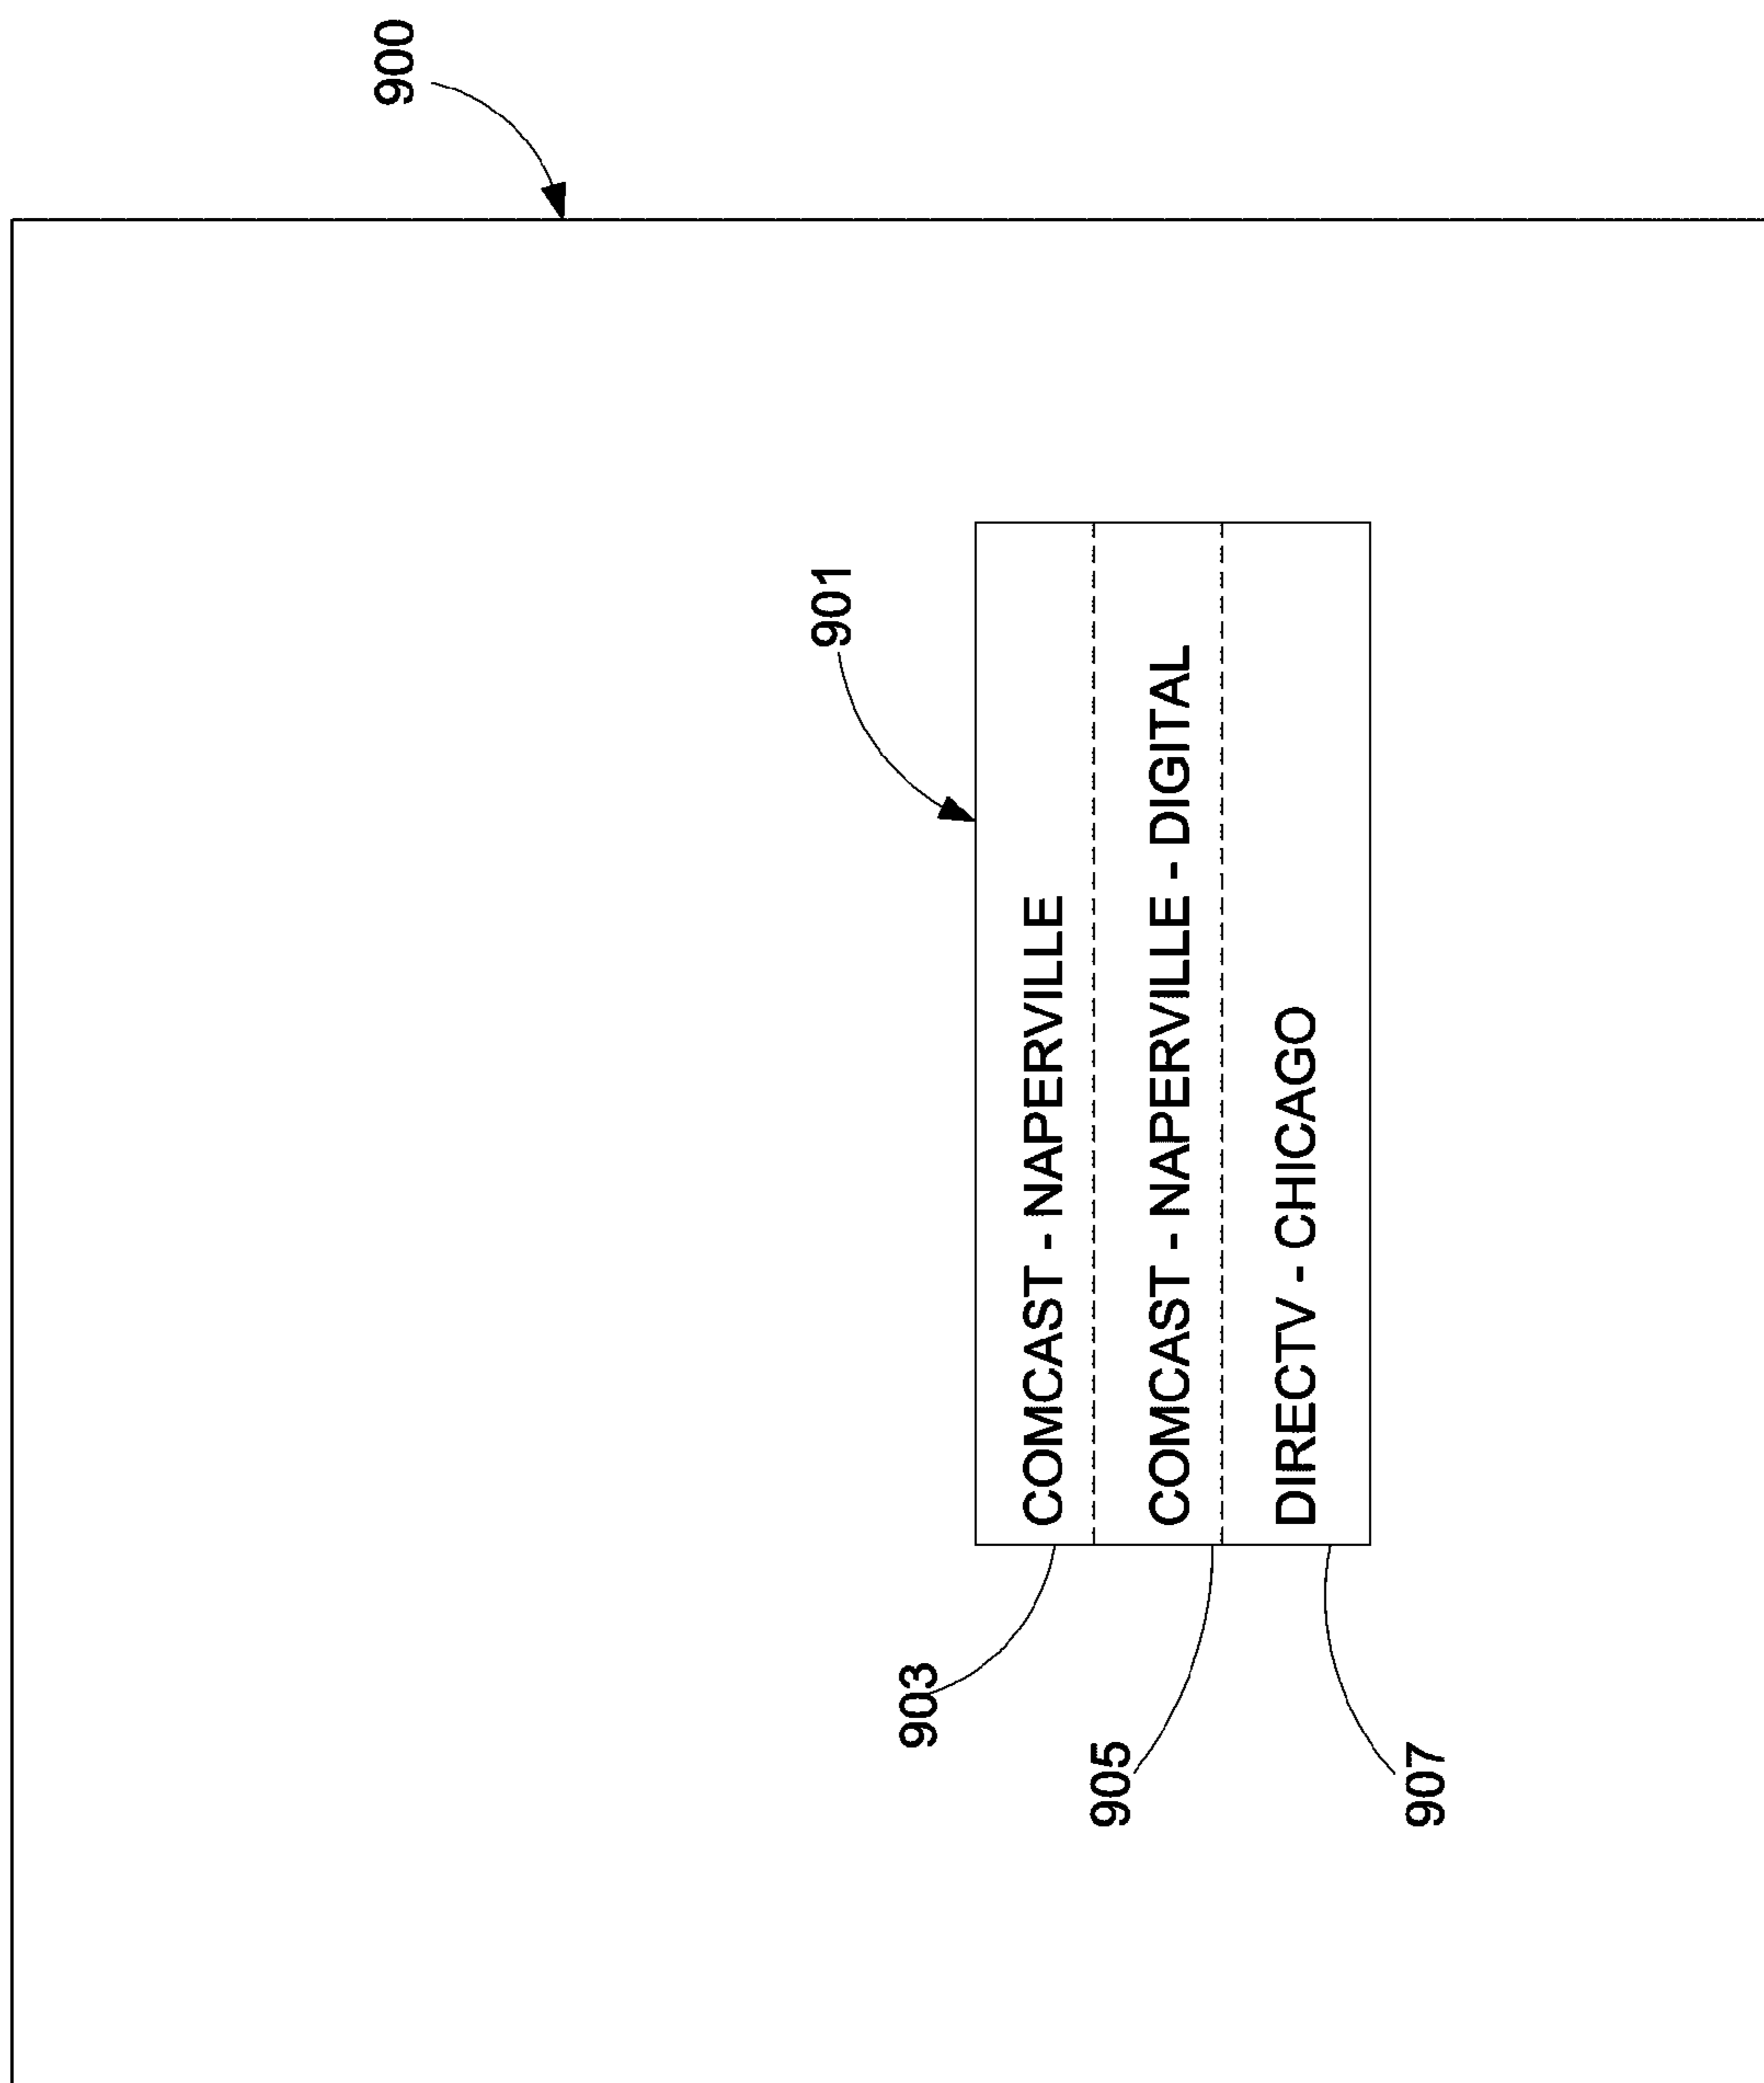 900
901
COMCAST - NAPERVILLE
COMCAST - NAPERVILLE - DIGITAL
DIRECTV - CHICAGO
903
905
907